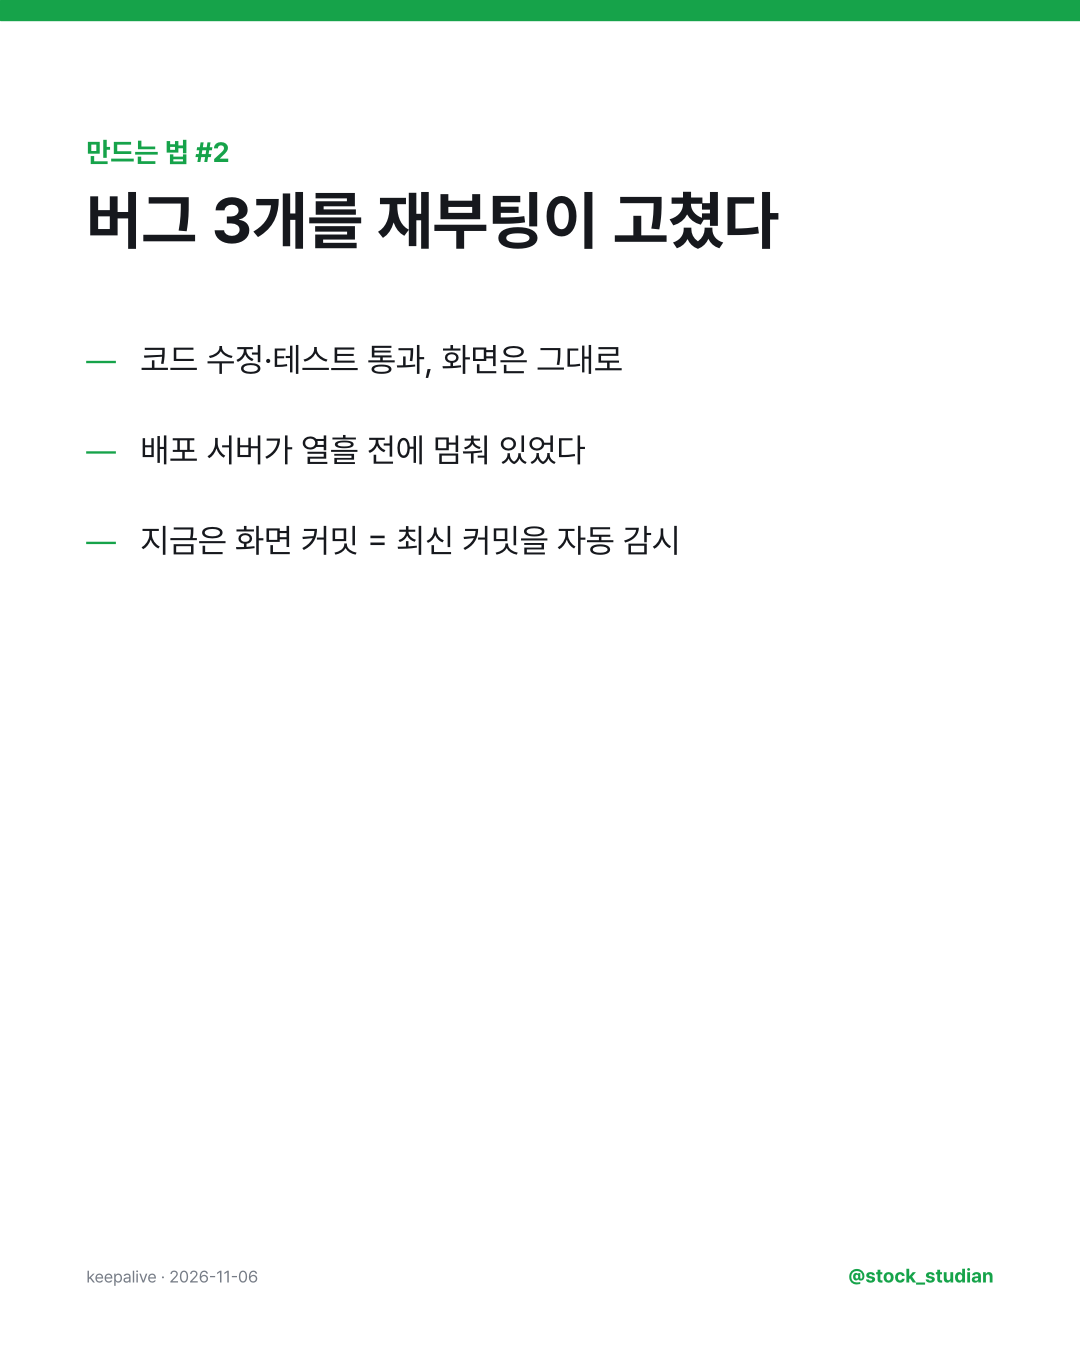 만드는 법 #2
버그 3개를 재부팅이 고쳤다
— 코드 수정·테스트 통과, 화면은 그대로
— 배포 서버가 열흘 전에 멈춰 있었다
— 지금은 화면 커밋 = 최신 커밋을 자동 감시
keepalive · 2026-11-06
@stock_studian